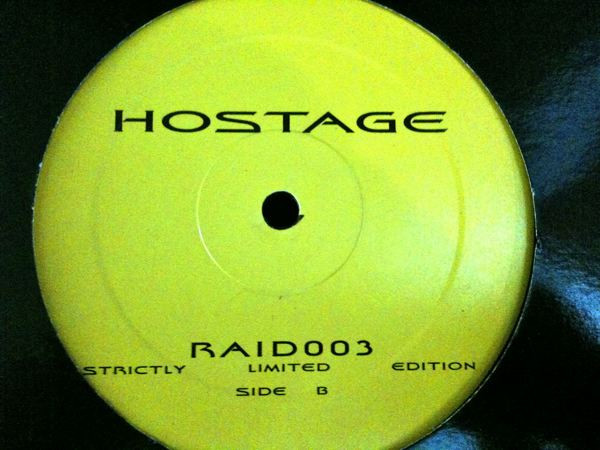 HOSTAGE
RAID003
STRICTLY LIMITED EDITION
SIDE B